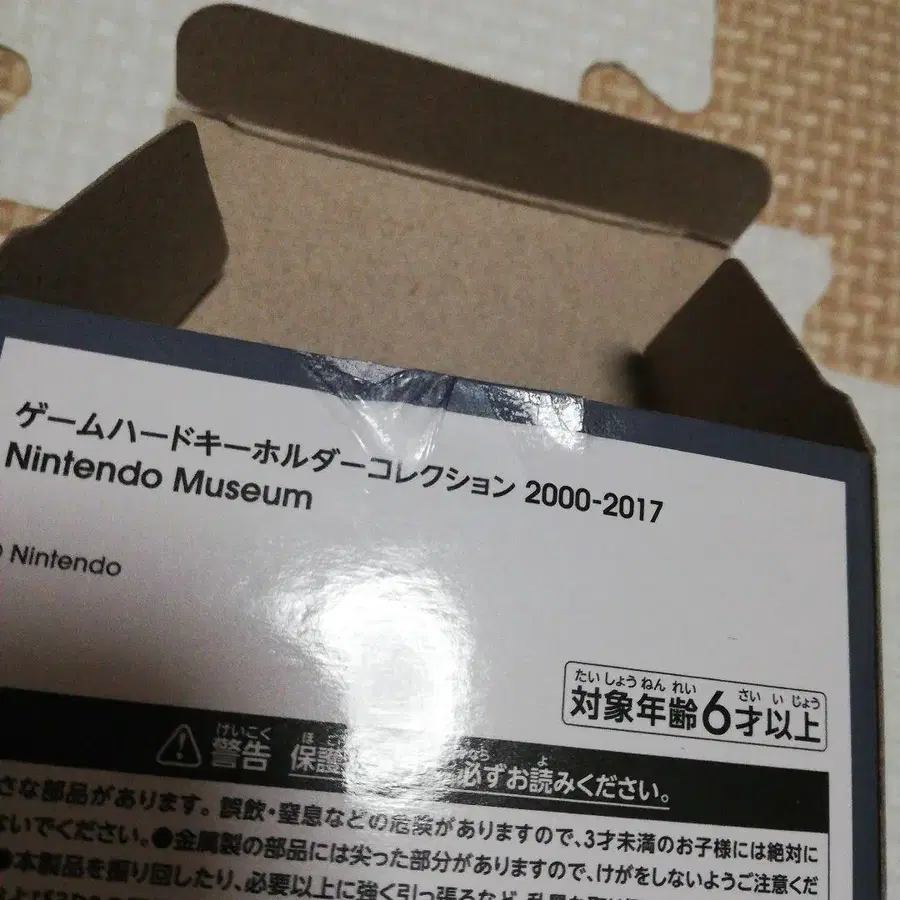 ゲームハードキーホルダーコレクション 2000-2017
Nintendo Museum
Nintendo
たいしょうねんれい さいいじょう
対象年齢6才以上
けいこく
警告 保護 必ずお読みください。
さな部品があります。誤飲・窒息などの危険がありますので、3才未満のお子様には絶対に
ないでください。●金属製の部品には尖った部分がありますので、けがをしないようご注意くだ
●本製品を振り回したり、必要以上に強く引っ張るなど、